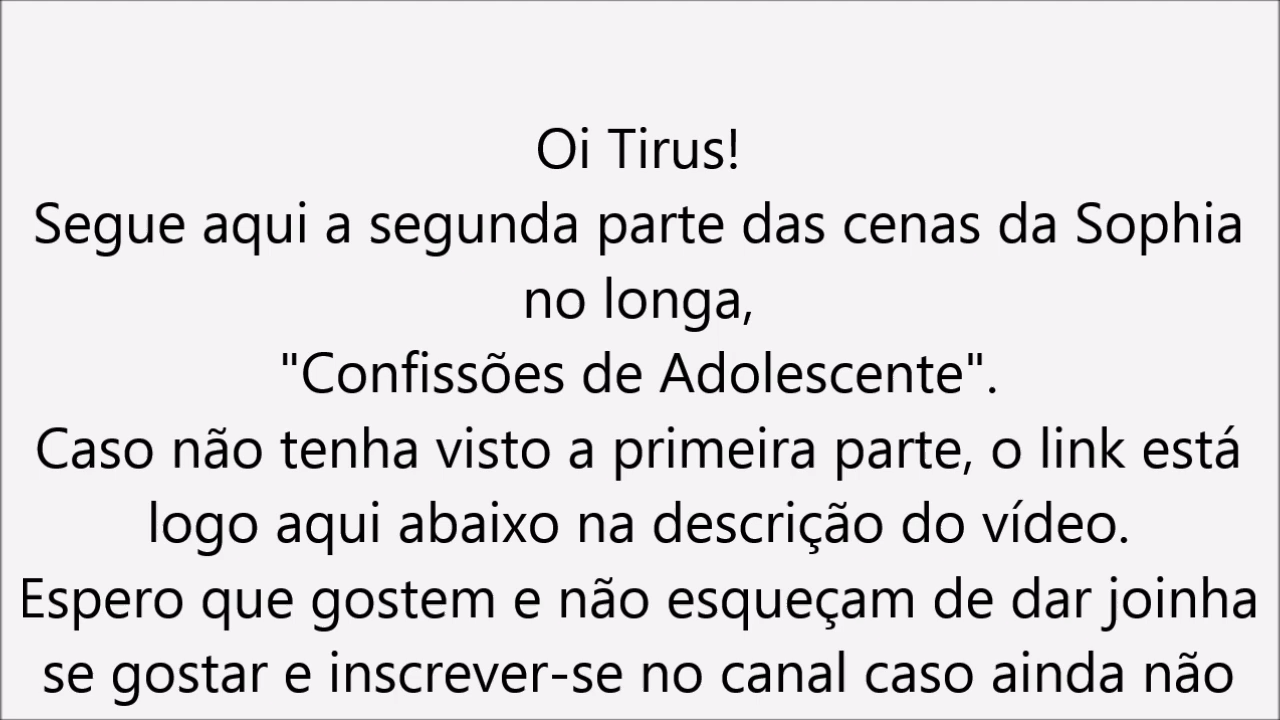 Oi Tirus!
Segue aqui a segunda parte das cenas da Sophia
no longa,
"Confissões de Adolescente".
Caso não tenha visto a primeira parte, o link está
logo aqui abaixo na descrição do vídeo.
Espero que gostem e não esqueçam de dar joinha
se gostar e inscrever-se no canal caso ainda não